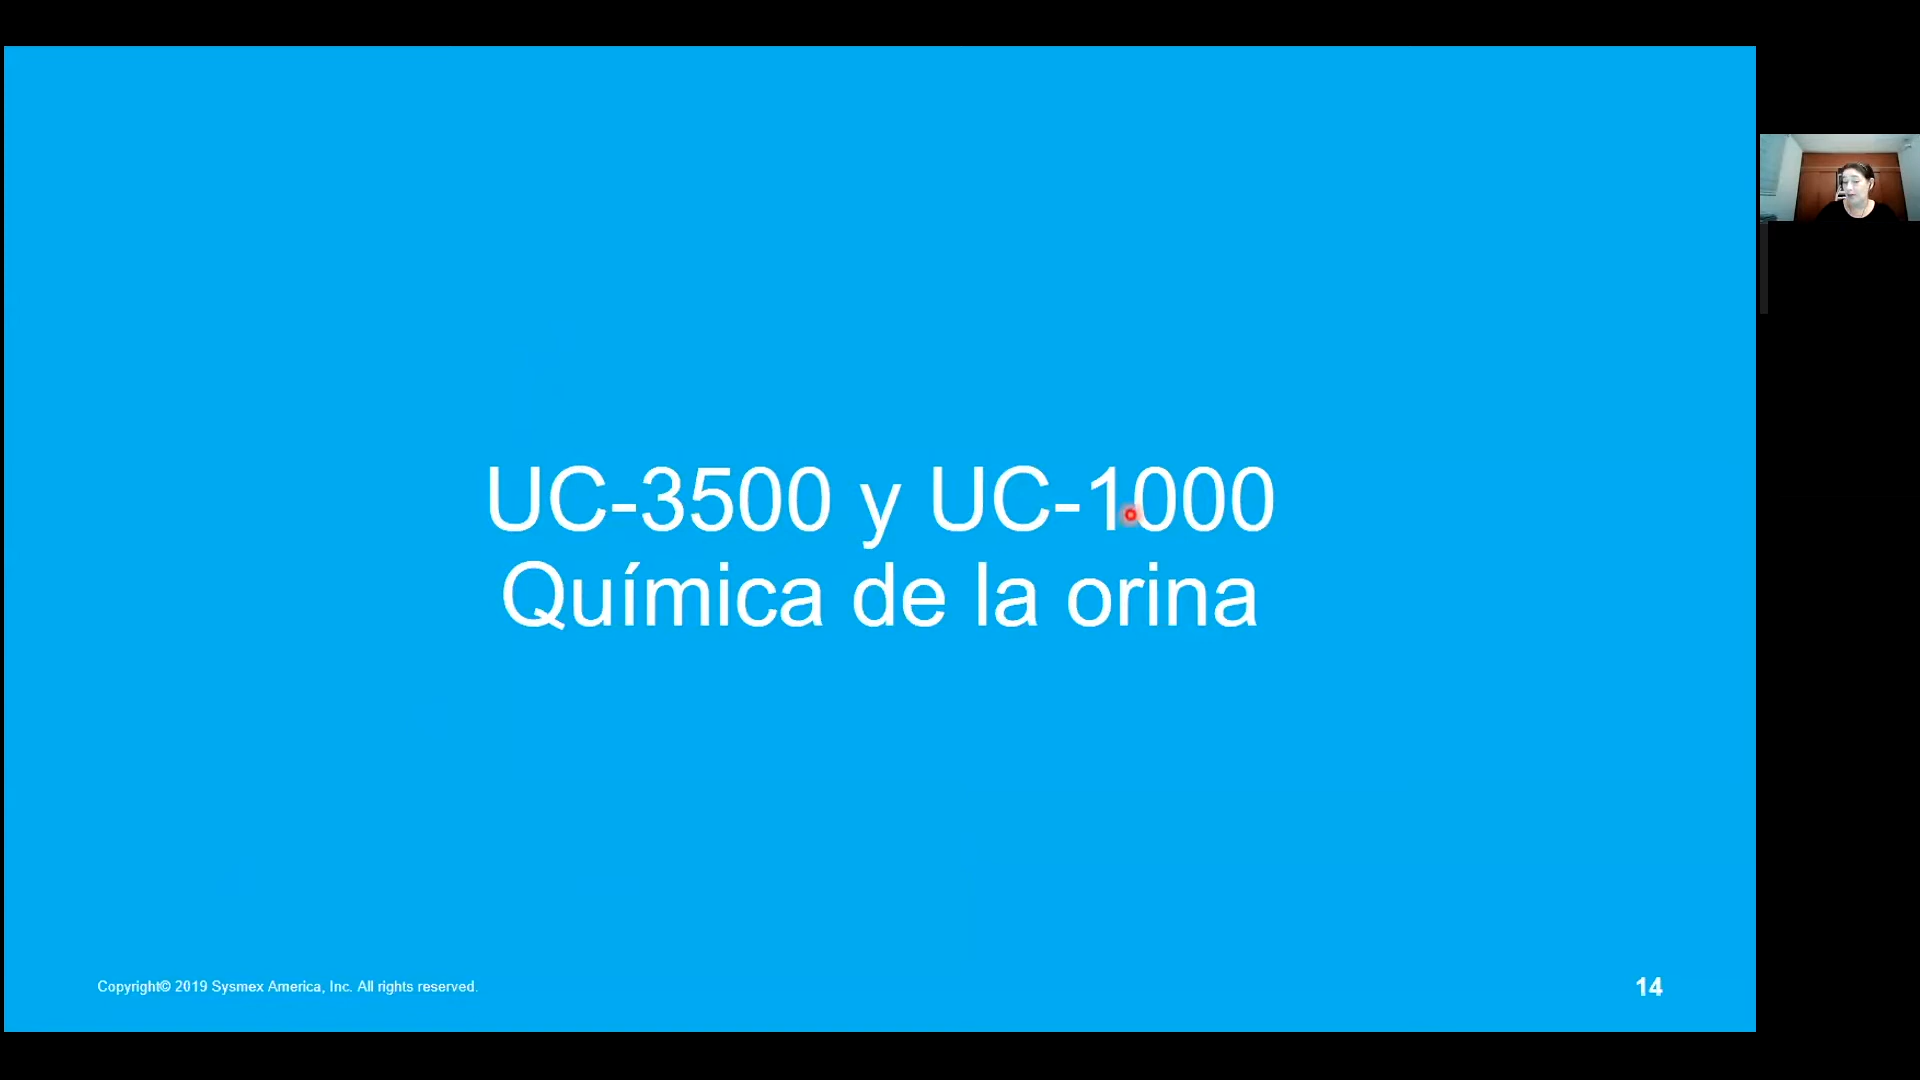 UC-3500 y UC-1000
Química de la orina
Copyright© 2019 Sysmex America, Inc. All rights reserved.
14